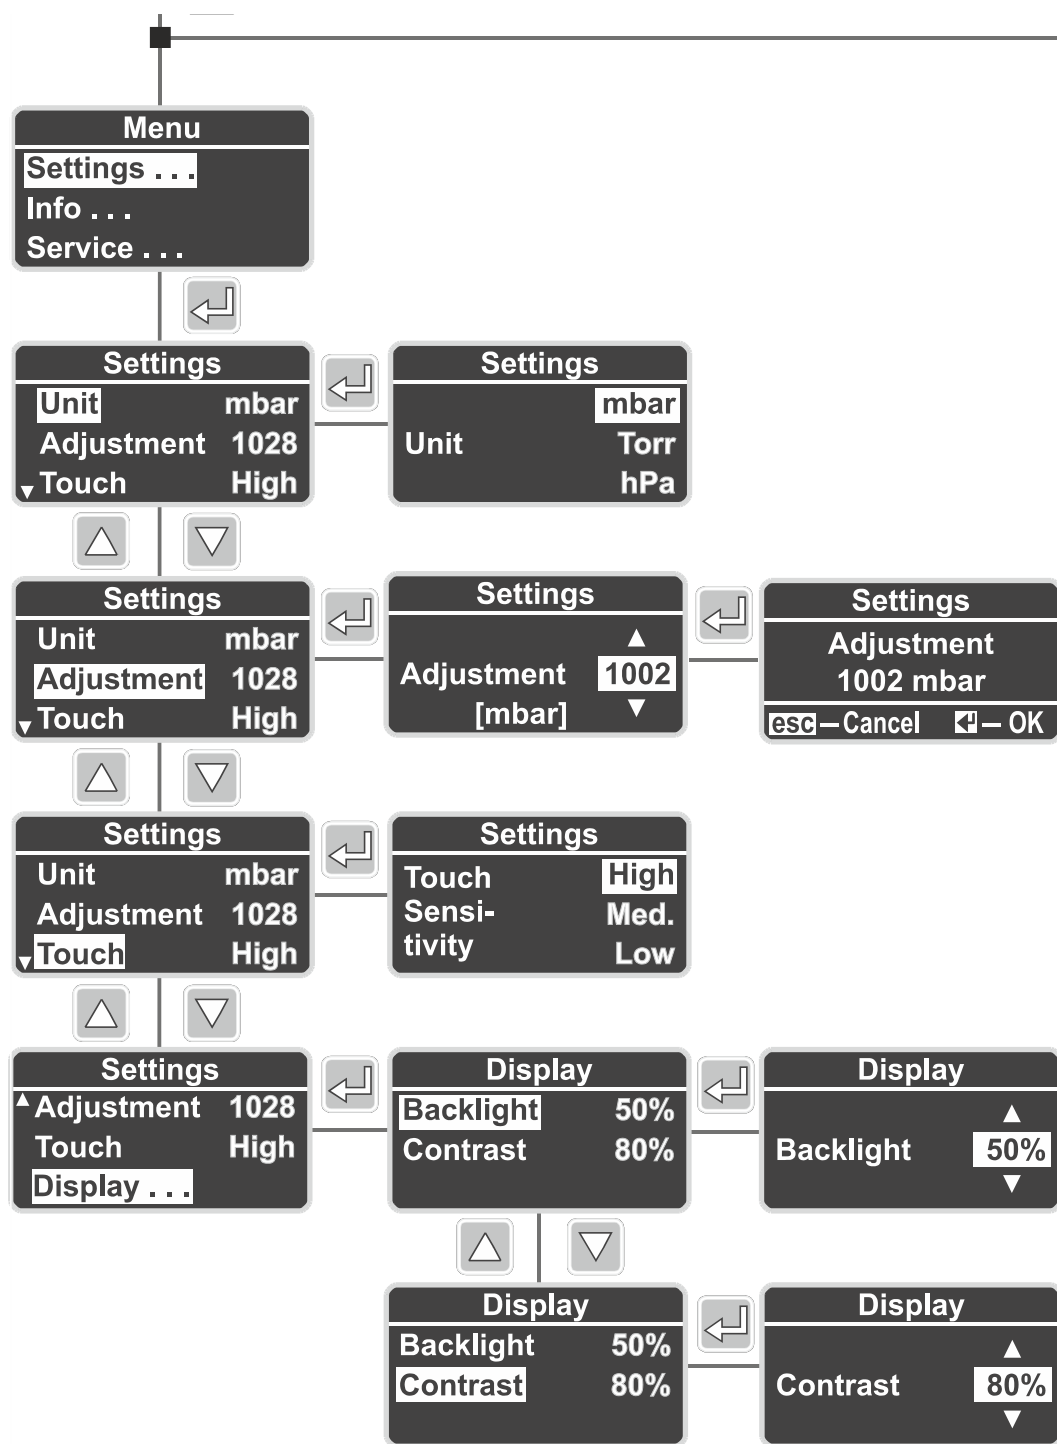 Menu
Settings . . .
Info . . .
Service . . .
Settings
Unit mbar
Adjustment 1028
▼ Touch High
Settings
mbar
Unit Torr
hPa
Settings
Unit mbar
Adjustment 1028
▼ Touch High
Settings
▲
Adjustment 1002
[mbar] ▼
Settings
Adjustment
1002 mbar
esc – Cancel ↵ – OK
Settings
Unit mbar
Adjustment 1028
▼ Touch High
Settings
Touch High
Sensi- Med.
tivity Low
Settings
▲ Adjustment 1028
Touch High
Display . . .
Display
Backlight 50%
Contrast 80%
Display
▲
Backlight 50%
▼
Display
Backlight 50%
Contrast 80%
Display
▲
Contrast 80%
▼